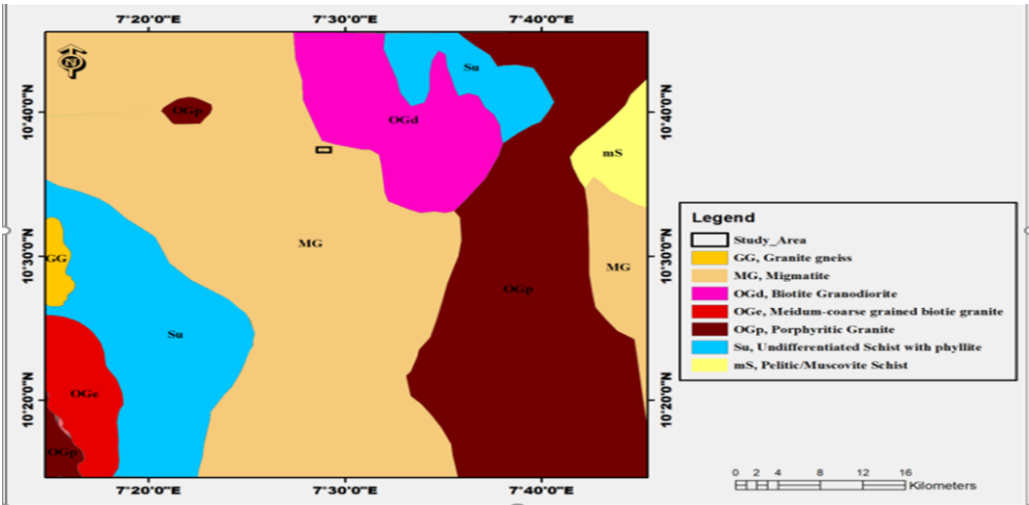 7°20'0"E 7°30'0"E 7°40'0"E
N
10°40'0"N
10°30'0"N
10°20'0"N
OGp
OGd
Su
mS
MG
MG
GG
OGp
Su
OGe
OGp
10°40'0"N
10°30'0"N
10°20'0"N
7°20'0"E 7°30'0"E 7°40'0"E
Legend
Study_Area
GG, Granite gneiss
MG, Migmatite
OGd, Biotite Granodiorite
OGe, Meidum-coarse grained biotie granite
OGp, Porphyritic Granite
Su, Undifferentiated Schist with phyllite
mS, Pelitic/Muscovite Schist
0 2 4 8 12 16
Kilometers